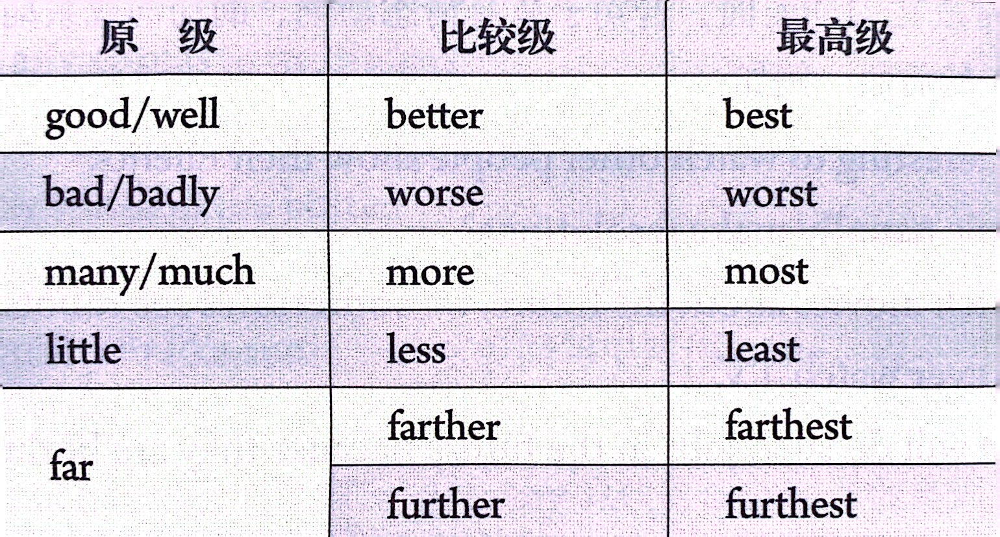 原 级 比较级 最高级
good/well better best
bad/badly worse worst
many/much more most
little less least
far farther farthest
further furthest